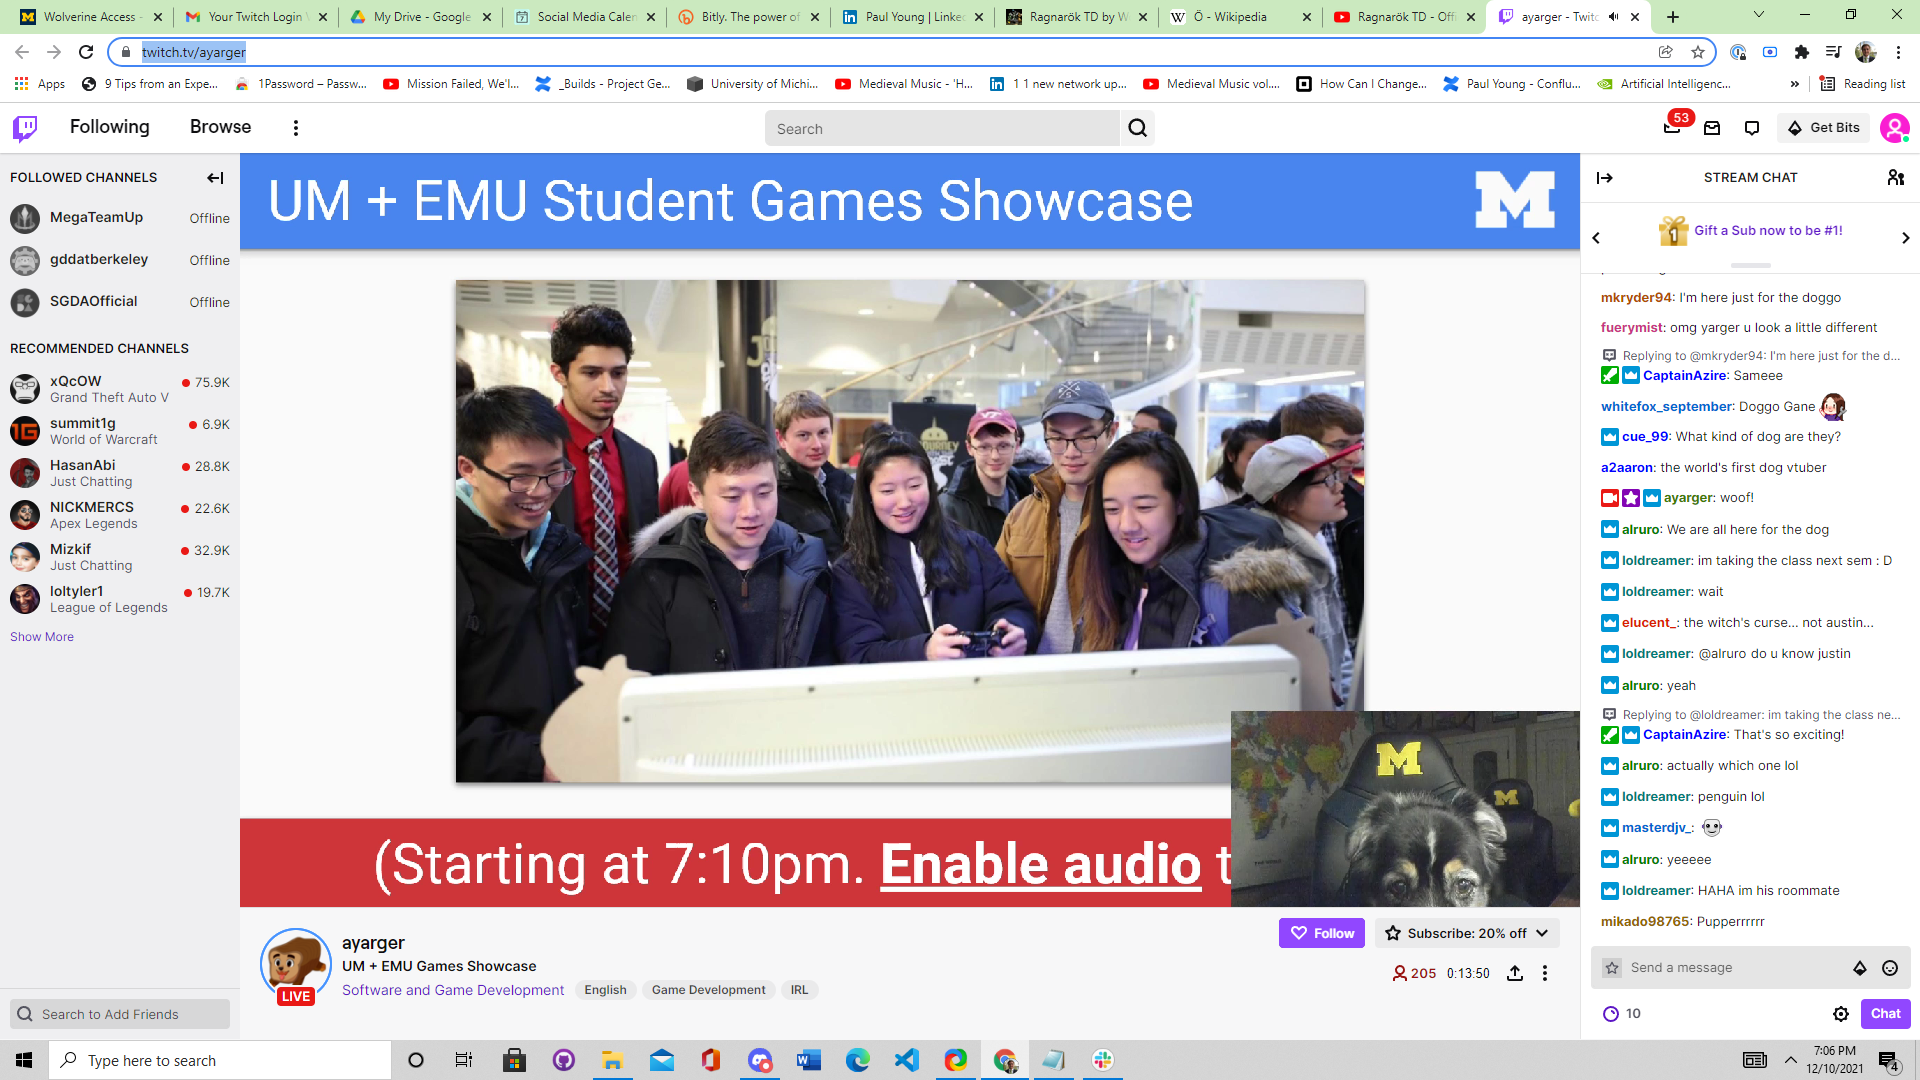 Wolverine Access -
Your Twitch Login
My Drive - Google
Social Media Calen
Bitly. The power of
Paul Young | Linke
Ragnarök TD by W
Ö - Wikipedia
Ragnarök TD - Offi
ayarger - Twitc
twitch.tv/ayarger
Apps
9 Tips from an Expe...
1Password – Passw...
Mission Failed, We'l...
_Builds - Project Ge...
University of Michi...
Medieval Music - 'H...
1 1 new network up...
Medieval Music vol....
How Can I Change...
Paul Young - Conflu...
Artificial Intelligenc...
»
Reading list
Following
Browse
Search
53
Get Bits
FOLLOWED CHANNELS
MegaTeamUp Offline
gddatberkeley Offline
SGDAOfficial Offline
RECOMMENDED CHANNELS
xQcOW 75.9K
Grand Theft Auto V
summit1g 6.9K
World of Warcraft
HasanAbi 28.8K
Just Chatting
NICKMERCS 22.6K
Apex Legends
Mizkif 32.9K
Just Chatting
loltyler1 19.7K
League of Legends
Show More
Search to Add Friends
UM + EMU Student Games Showcase
M
M
M
(Starting at 7:10pm. Enable audio t
ayarger
UM + EMU Games Showcase
Software and Game Development
English
Game Development
IRL
LIVE
Follow
Subscribe: 20% off
205
0:13:50
STREAM CHAT
1
Gift a Sub now to be #1!
mkryder94: I'm here just for the doggo
fuerymist: omg yarger u look a little different
Replying to @mkryder94: I'm here just for the d...
CaptainAzire: Sameee
whitefox_september: Doggo Gane
cue_99: What kind of dog are they?
a2aaron: the world's first dog vtuber
ayarger: woof!
alruro: We are all here for the dog
loldreamer: im taking the class next sem : D
loldreamer: wait
elucent_: the witch's curse... not austin...
loldreamer: @alruro do u know justin
alruro: yeah
Replying to @loldreamer: im taking the class ne...
CaptainAzire: That's so exciting!
alruro: actually which one lol
loldreamer: penguin lol
masterdjv_:
alruro: yeeeee
loldreamer: HAHA im his roommate
mikado98765: Pupperrrrrr
Send a message
10
Chat
Type here to search
7:06 PM
12/10/2021
4